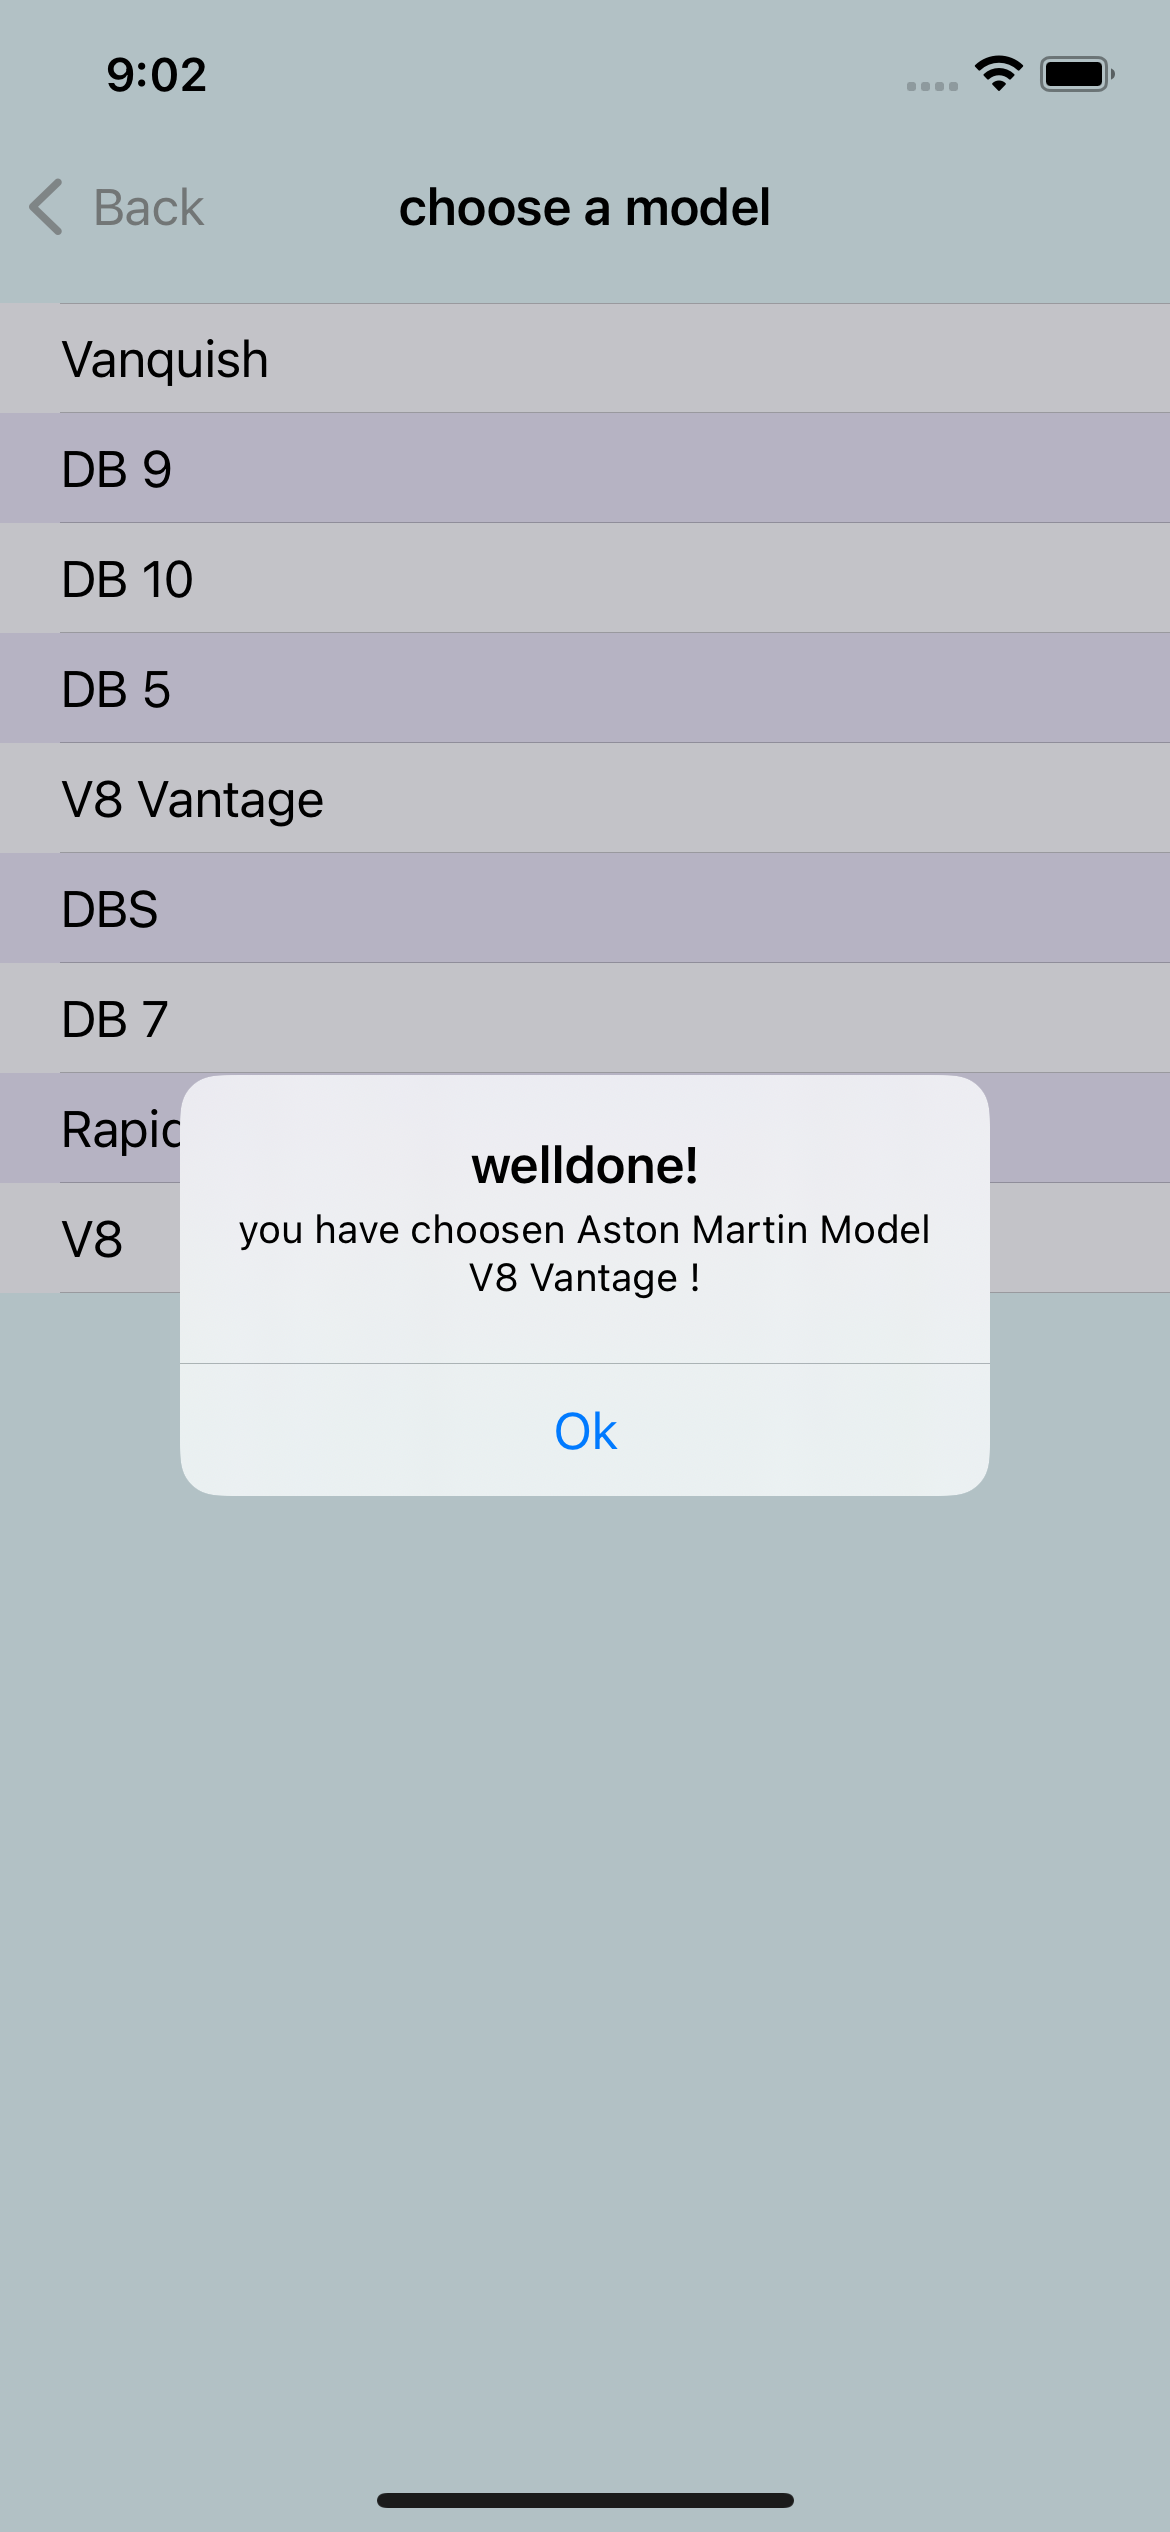 9:02
Back
choose a model
Vanquish
DB 9
DB 10
DB 5
V8 Vantage
DBS
DB 7
V8
welldone!
you have choosen Aston Martin Model
V8 Vantage !
Ok